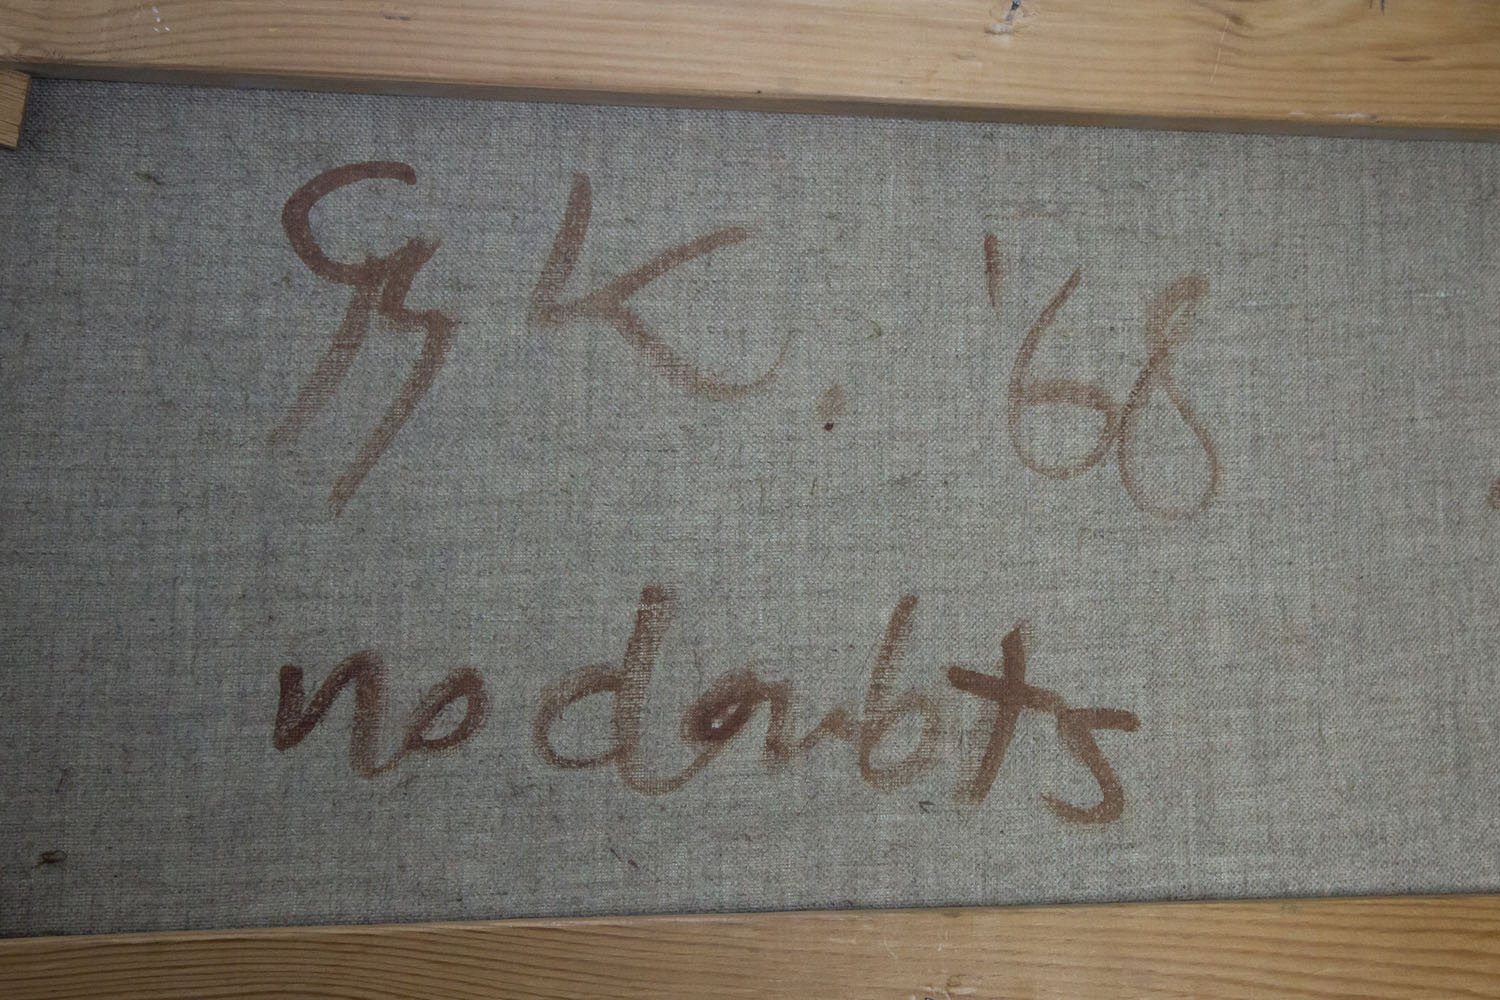 GK. '68
no doubts